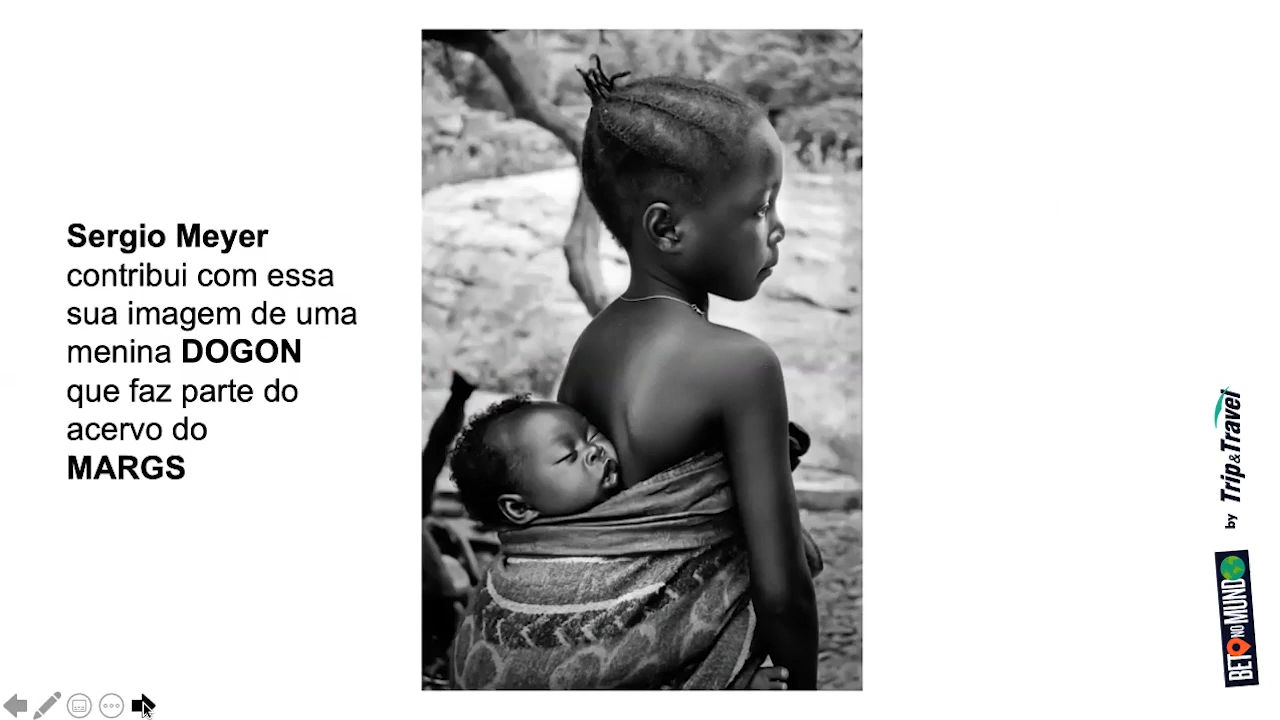 Sergio Meyer
contribui com essa
sua imagem de uma
menina DOGON
que faz parte do
acervo do
MARGS
by Trip&Travel
BETO NO MUNDO